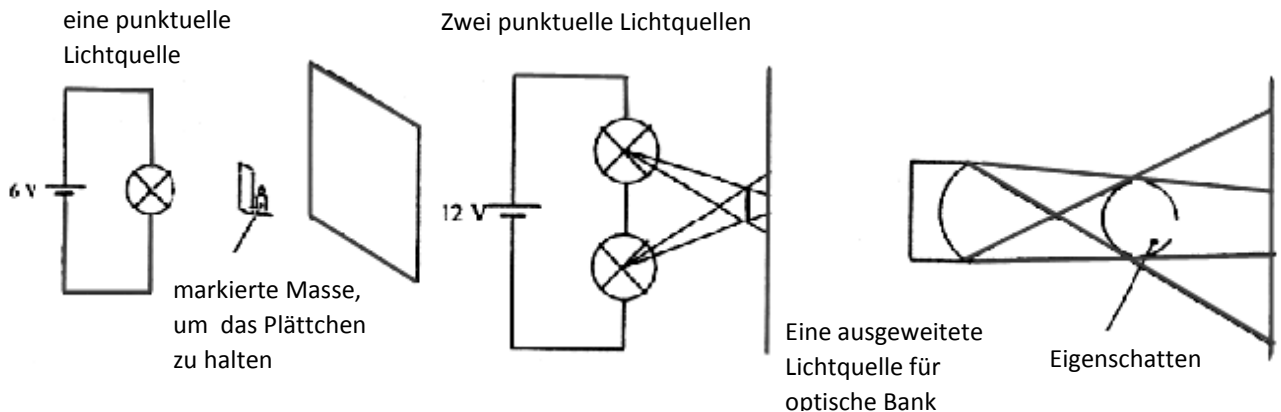 eine punktuelle
Lichtquelle
6 V
markierte Masse,
um das Plättchen
zu halten
Zwei punktuelle Lichtquellen
12 V
Eine ausgeweitete
Lichtquelle für
optische Bank
Eigenschatten